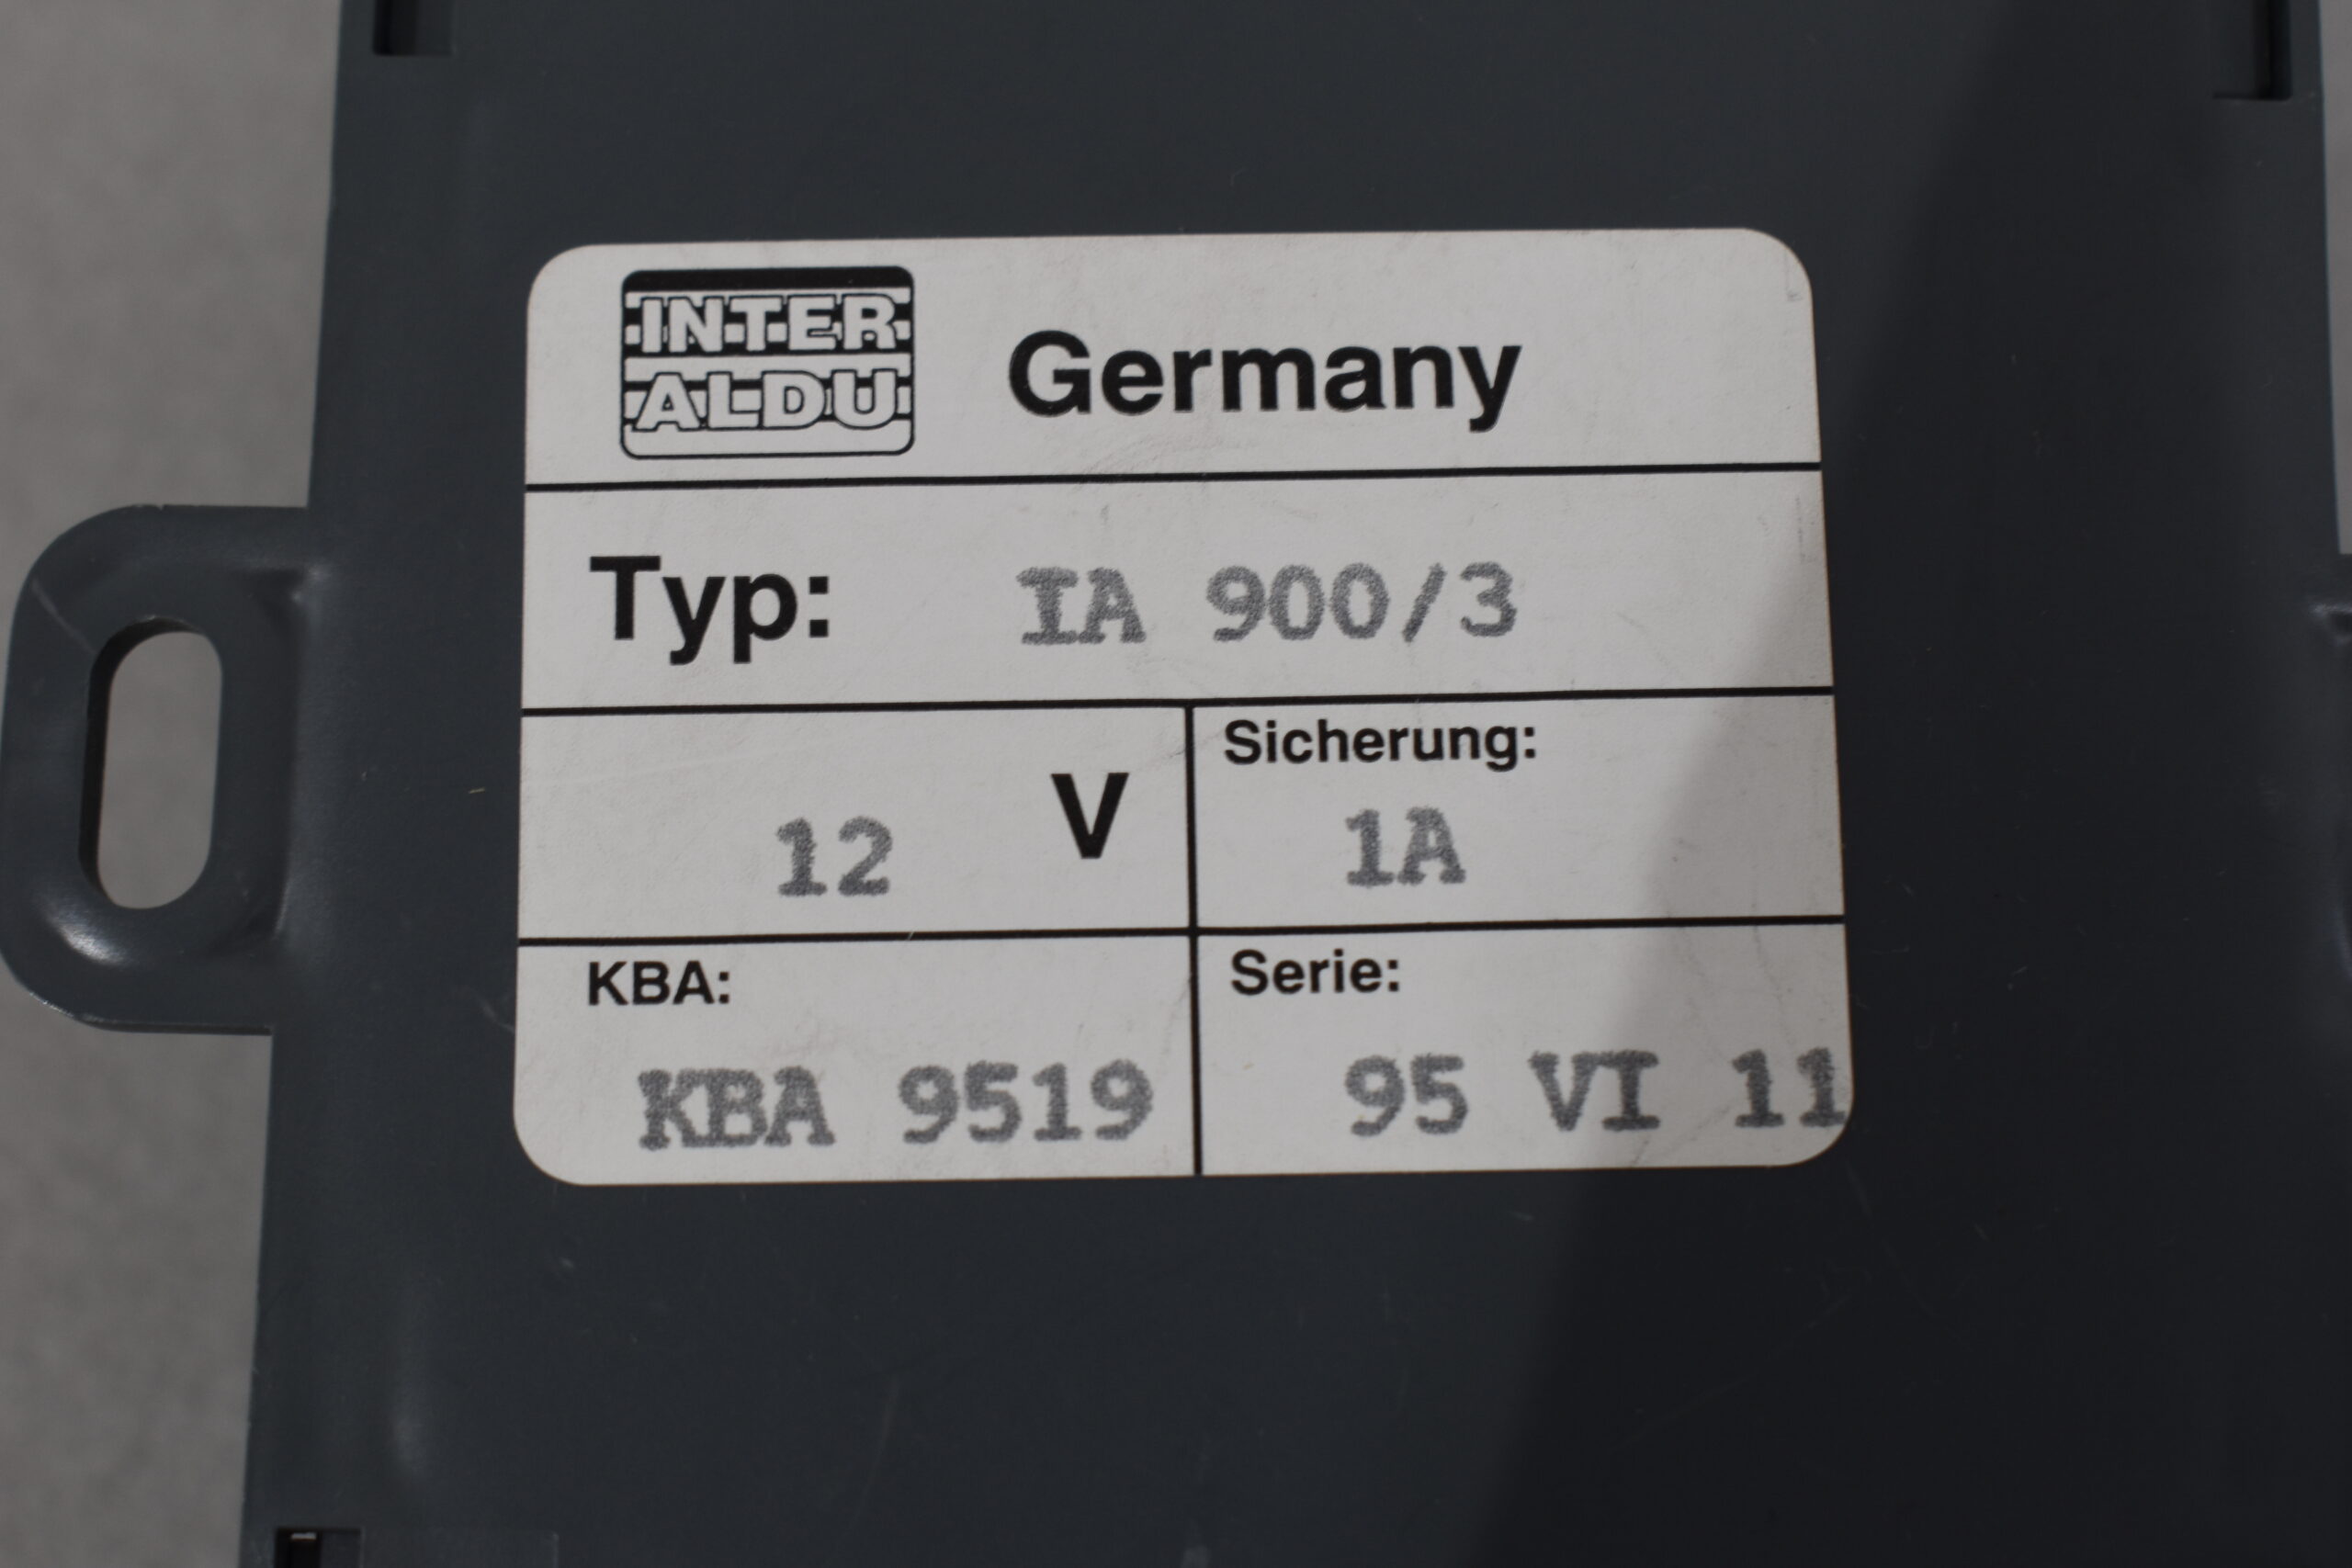 INTER
ALDU
Germany
Typ: IA 900/3
12 V
Sicherung:
1A
KBA:
KBA 9519
Serie:
95 VI 11